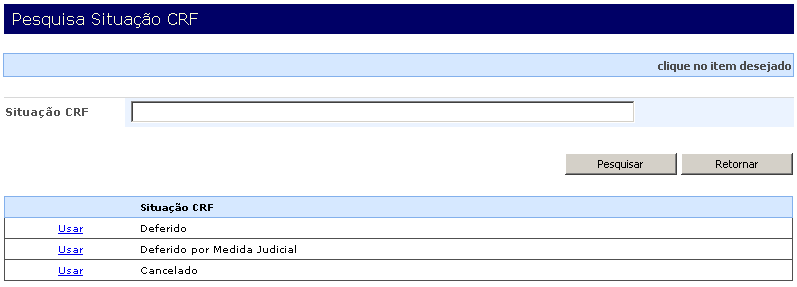 Pesquisa Situação CRF
clique no item desejado
Situação CRF
Pesquisar Retornar
Situação CRF
Usar Deferido
Usar Deferido por Medida Judicial
Usar Cancelado